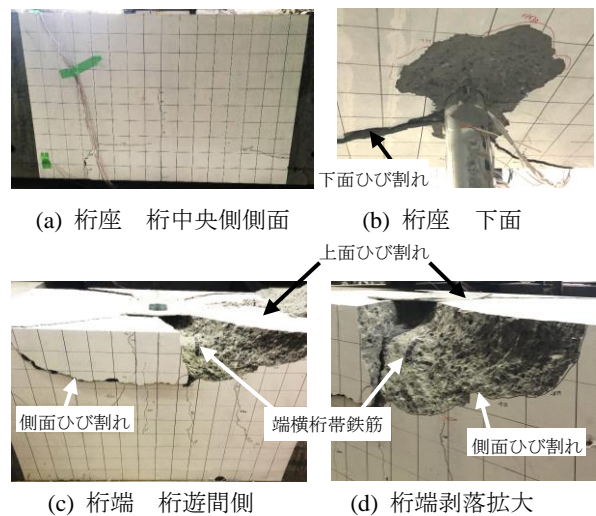 下面ひび割れ
(a) 桁座 桁中央側側面
(b) 桁座 下面
上面ひび割れ
側面ひび割れ
端横桁帯鉄筋
側面ひび割れ
(c) 桁端 桁遊間側
(d) 桁端剥落拡大